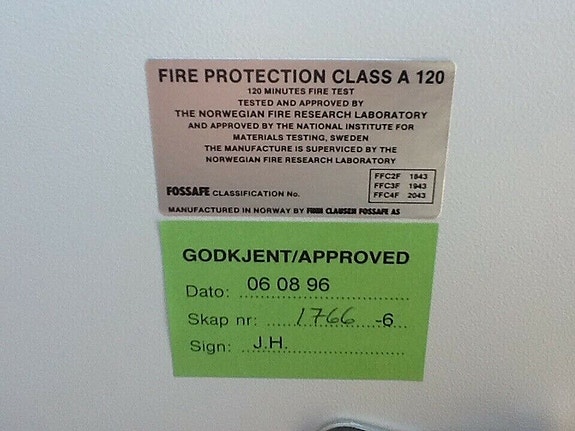 FIRE PROTECTION CLASS A 120
120 MINUTES FIRE TEST
TESTED AND APPROVED BY
THE NORWEGIAN FIRE RESEARCH LABORATORY
AND APPROVED BY THE NATIONAL INSTITUTE FOR
MATERIALS TESTING, SWEDEN
THE MANUFACTURE IS SUPERVICED BY THE
NORWEGIAN FIRE RESEARCH LABORATORY
FFC2F 1843
FFC3F 1943
FFC4F 2043
FOSSAFE CLASSIFICATION No.
MANUFACTURED IN NORWAY BY FINN CLAUSEN FOSSAFE AS
GODKJENT/APPROVED
Dato: 06 08 96
Skap nr: 1766 -6
Sign: J.H.